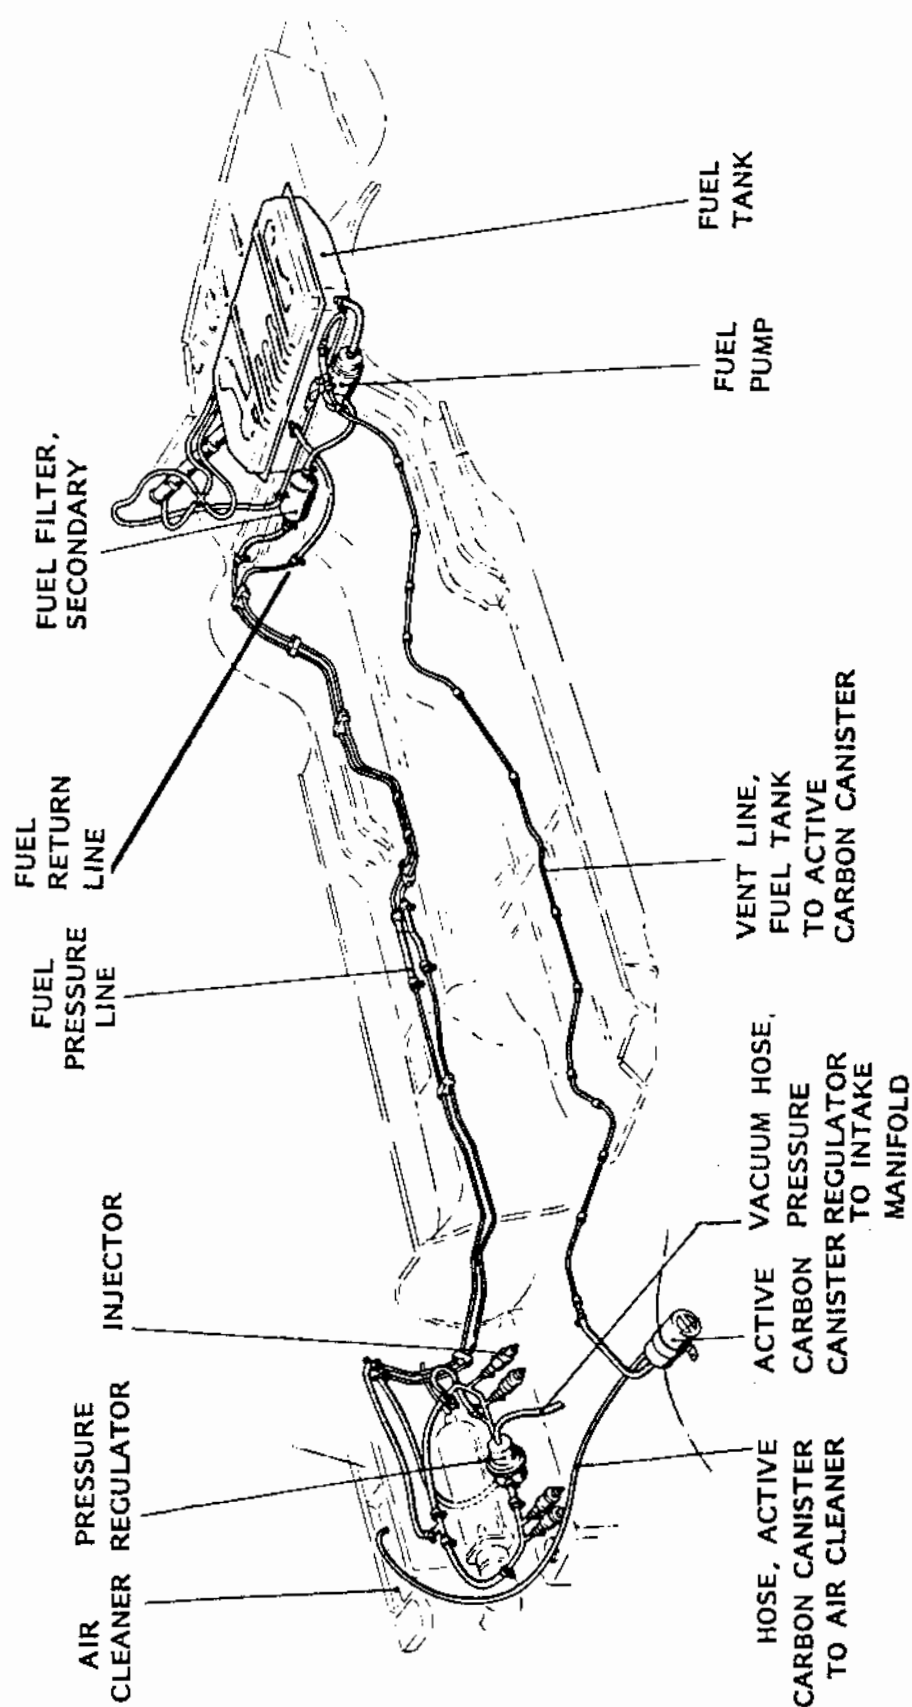 FUEL FILTER,
SECONDARY
FUEL
RETURN
LINE
FUEL
PRESSURE
LINE
INJECTOR
PRESSURE
REGULATOR
AIR
CLEANER
FUEL
TANK
FUEL
PUMP
VENT LINE,
FUEL TANK
TO ACTIVE
CARBON CANISTER
VACUUM HOSE,
PRESSURE
REGULATOR
TO INTAKE
MANIFOLD
ACTIVE
CARBON
CANISTER
HOSE, ACTIVE
CARBON CANISTER
TO AIR CLEANER